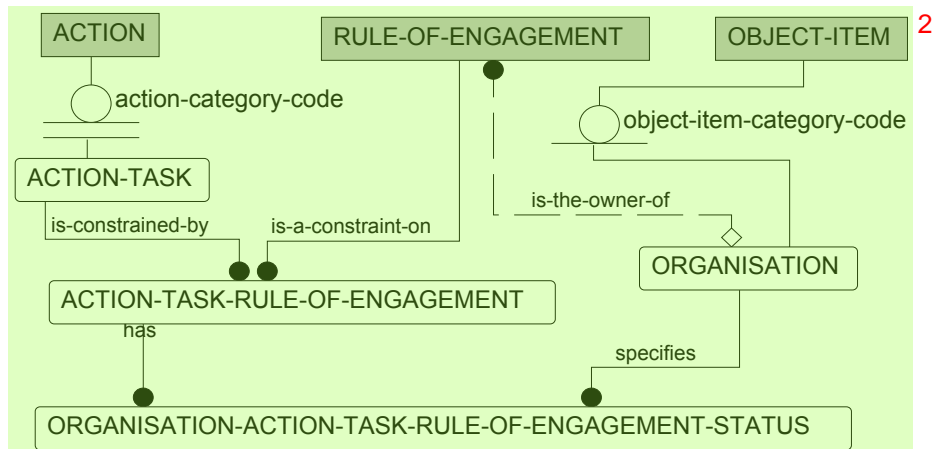 ACTION
RULE-OF-ENGAGEMENT
OBJECT-ITEM
2
action-category-code
object-item-category-code
ACTION-TASK
is-the-owner-of
is-constrained-by
is-a-constraint-on
ORGANISATION
ACTION-TASK-RULE-OF-ENGAGEMENT
has
specifies
ORGANISATION-ACTION-TASK-RULE-OF-ENGAGEMENT-STATUS